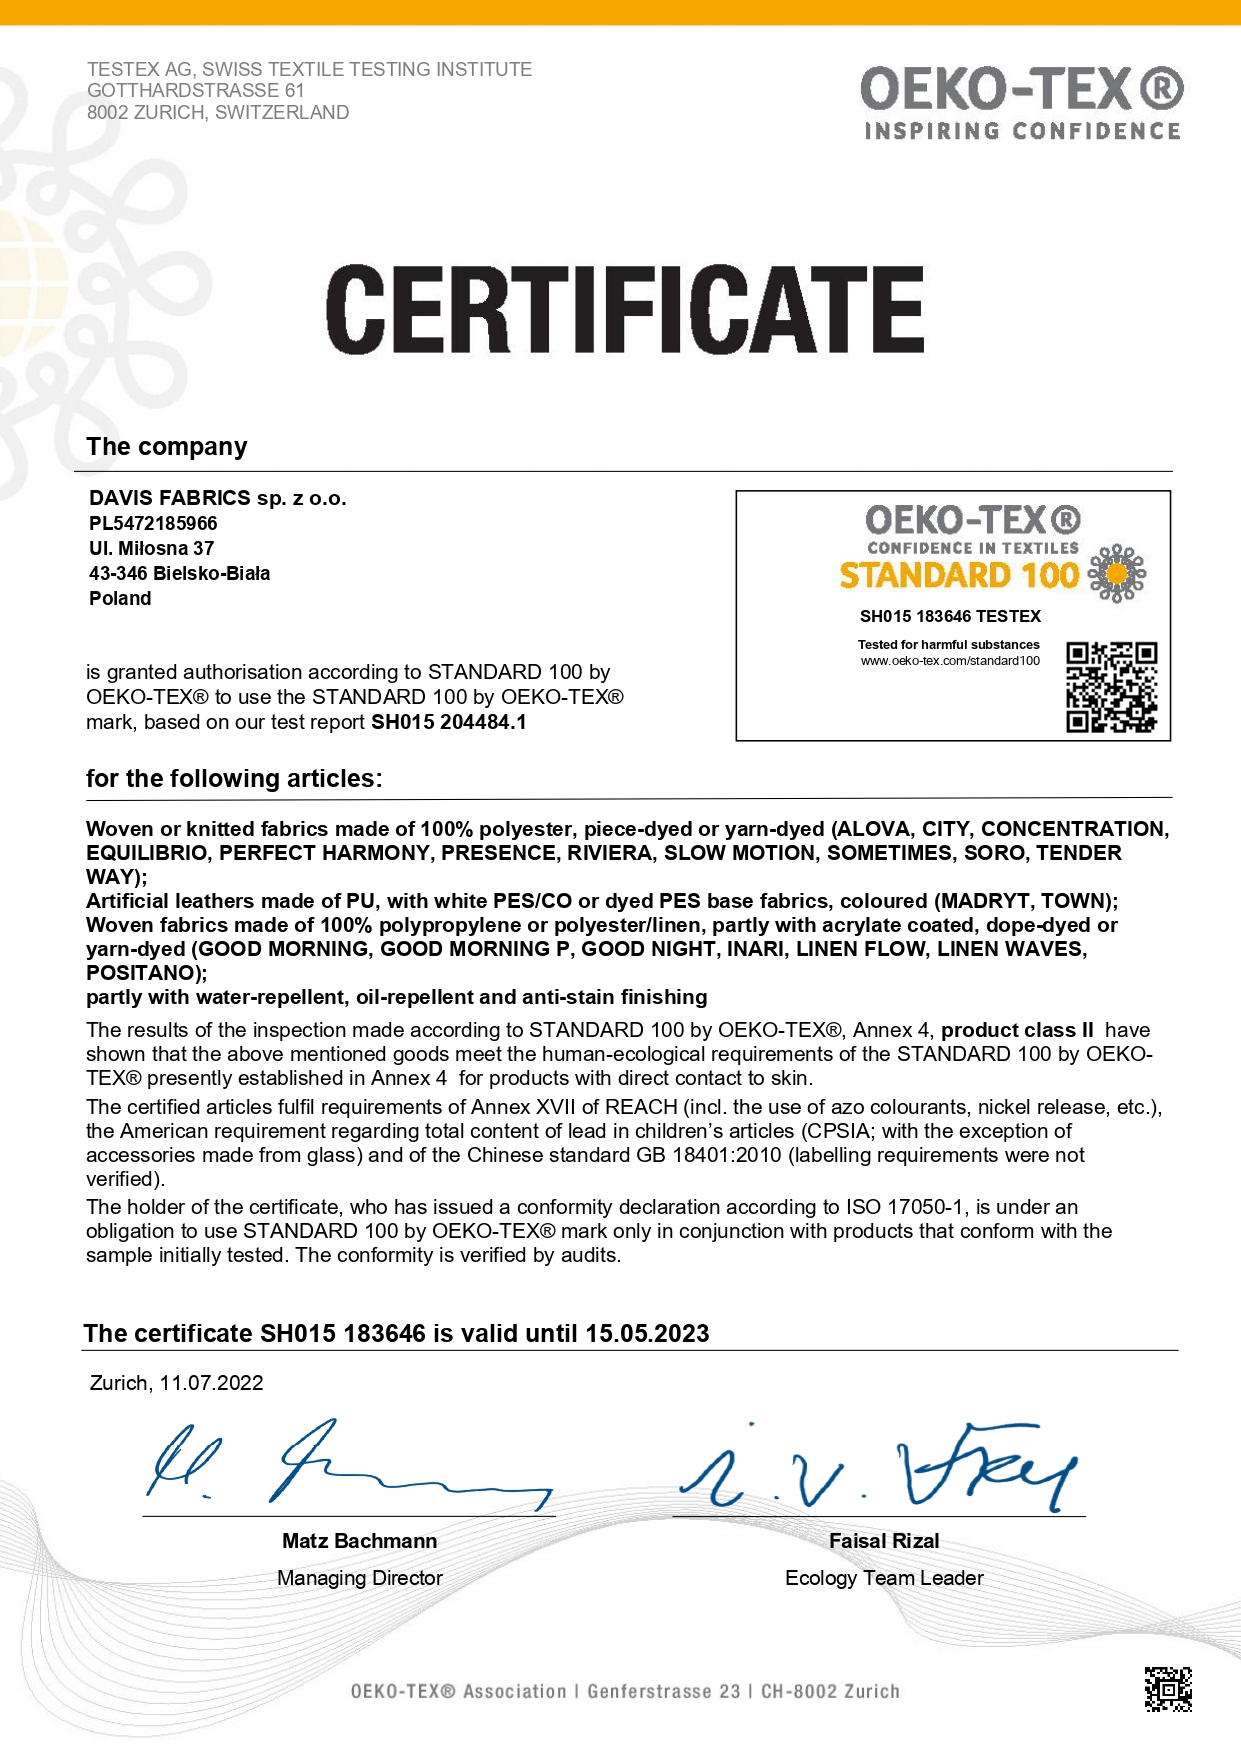 TESTEX AG, SWISS TEXTILE TESTING INSTITUTE
GOTTHARDSTRASSE 61
8002 ZURICH, SWITZERLAND
OEKO-TEX®
INSPIRING CONFIDENCE
CERTIFICATE
The company
DAVIS FABRICS sp. z o.o.
PL5472185966
Ul. Miłosna 37
43-346 Bielsko-Biała
Poland
OEKO-TEX®
CONFIDENCE IN TEXTILES
STANDARD 100
SH015 183646 TESTEX
Tested for harmful substances
www.oeko-tex.com/standard100
is granted authorisation according to STANDARD 100 by
OEKO-TEX® to use the STANDARD 100 by OEKO-TEX®
mark, based on our test report SH015 204484.1
for the following articles:
Woven or knitted fabrics made of 100% polyester, piece-dyed or yarn-dyed (ALOVA, CITY, CONCENTRATION,
EQUILIBRIO, PERFECT HARMONY, PRESENCE, RIVIERA, SLOW MOTION, SOMETIMES, SORO, TENDER
WAY);
Artificial leathers made of PU, with white PES/CO or dyed PES base fabrics, coloured (MADRYT, TOWN);
Woven fabrics made of 100% polypropylene or polyester/linen, partly with acrylate coated, dope-dyed or
yarn-dyed (GOOD MORNING, GOOD MORNING P, GOOD NIGHT, INARI, LINEN FLOW, LINEN WAVES,
POSITANO);
partly with water-repellent, oil-repellent and anti-stain finishing
The results of the inspection made according to STANDARD 100 by OEKO-TEX®, Annex 4, product class II have
shown that the above mentioned goods meet the human-ecological requirements of the STANDARD 100 by OEKO-
TEX® presently established in Annex 4 for products with direct contact to skin.
The certified articles fulfil requirements of Annex XVII of REACH (incl. the use of azo colourants, nickel release, etc.),
the American requirement regarding total content of lead in children's articles (CPSIA; with the exception of
accessories made from glass) and of the Chinese standard GB 18401:2010 (labelling requirements were not
verified).
The holder of the certificate, who has issued a conformity declaration according to ISO 17050-1, is under an
obligation to use STANDARD 100 by OEKO-TEX® mark only in conjunction with products that conform with the
sample initially tested. The conformity is verified by audits.
The certificate SH015 183646 is valid until 15.05.2023
Zurich, 11.07.2022
Matz Bachmann
Managing Director
Faisal Rizal
Ecology Team Leader
OEKO-TEX® Association | Genferstrasse 23 | CH-8002 Zurich